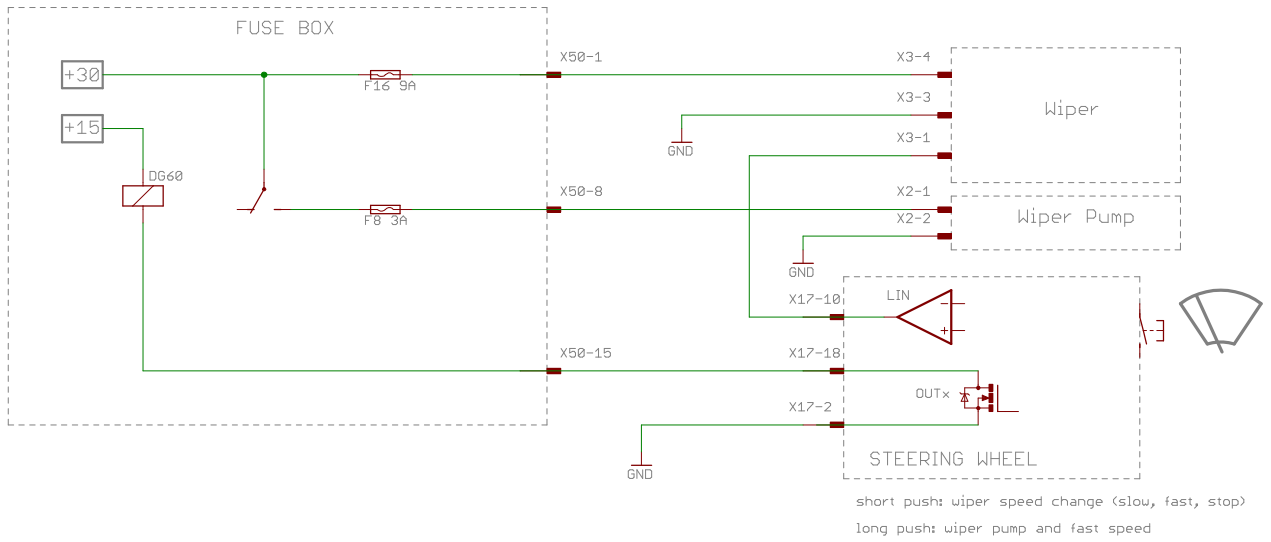 FUSE BOX
+30
F16 9A
X50-1
X3-4
X3-3
GND
X3-1
Wiper
+15
DG60
F8 3A
X50-8
X2-1
X2-2
GND
Wiper Pump
X17-10
LIN
X50-15
X17-18
OUTx
X17-2
GND
STEERING WHEEL
short push: wiper speed change (slow, fast, stop)
long push: wiper pump and fast speed